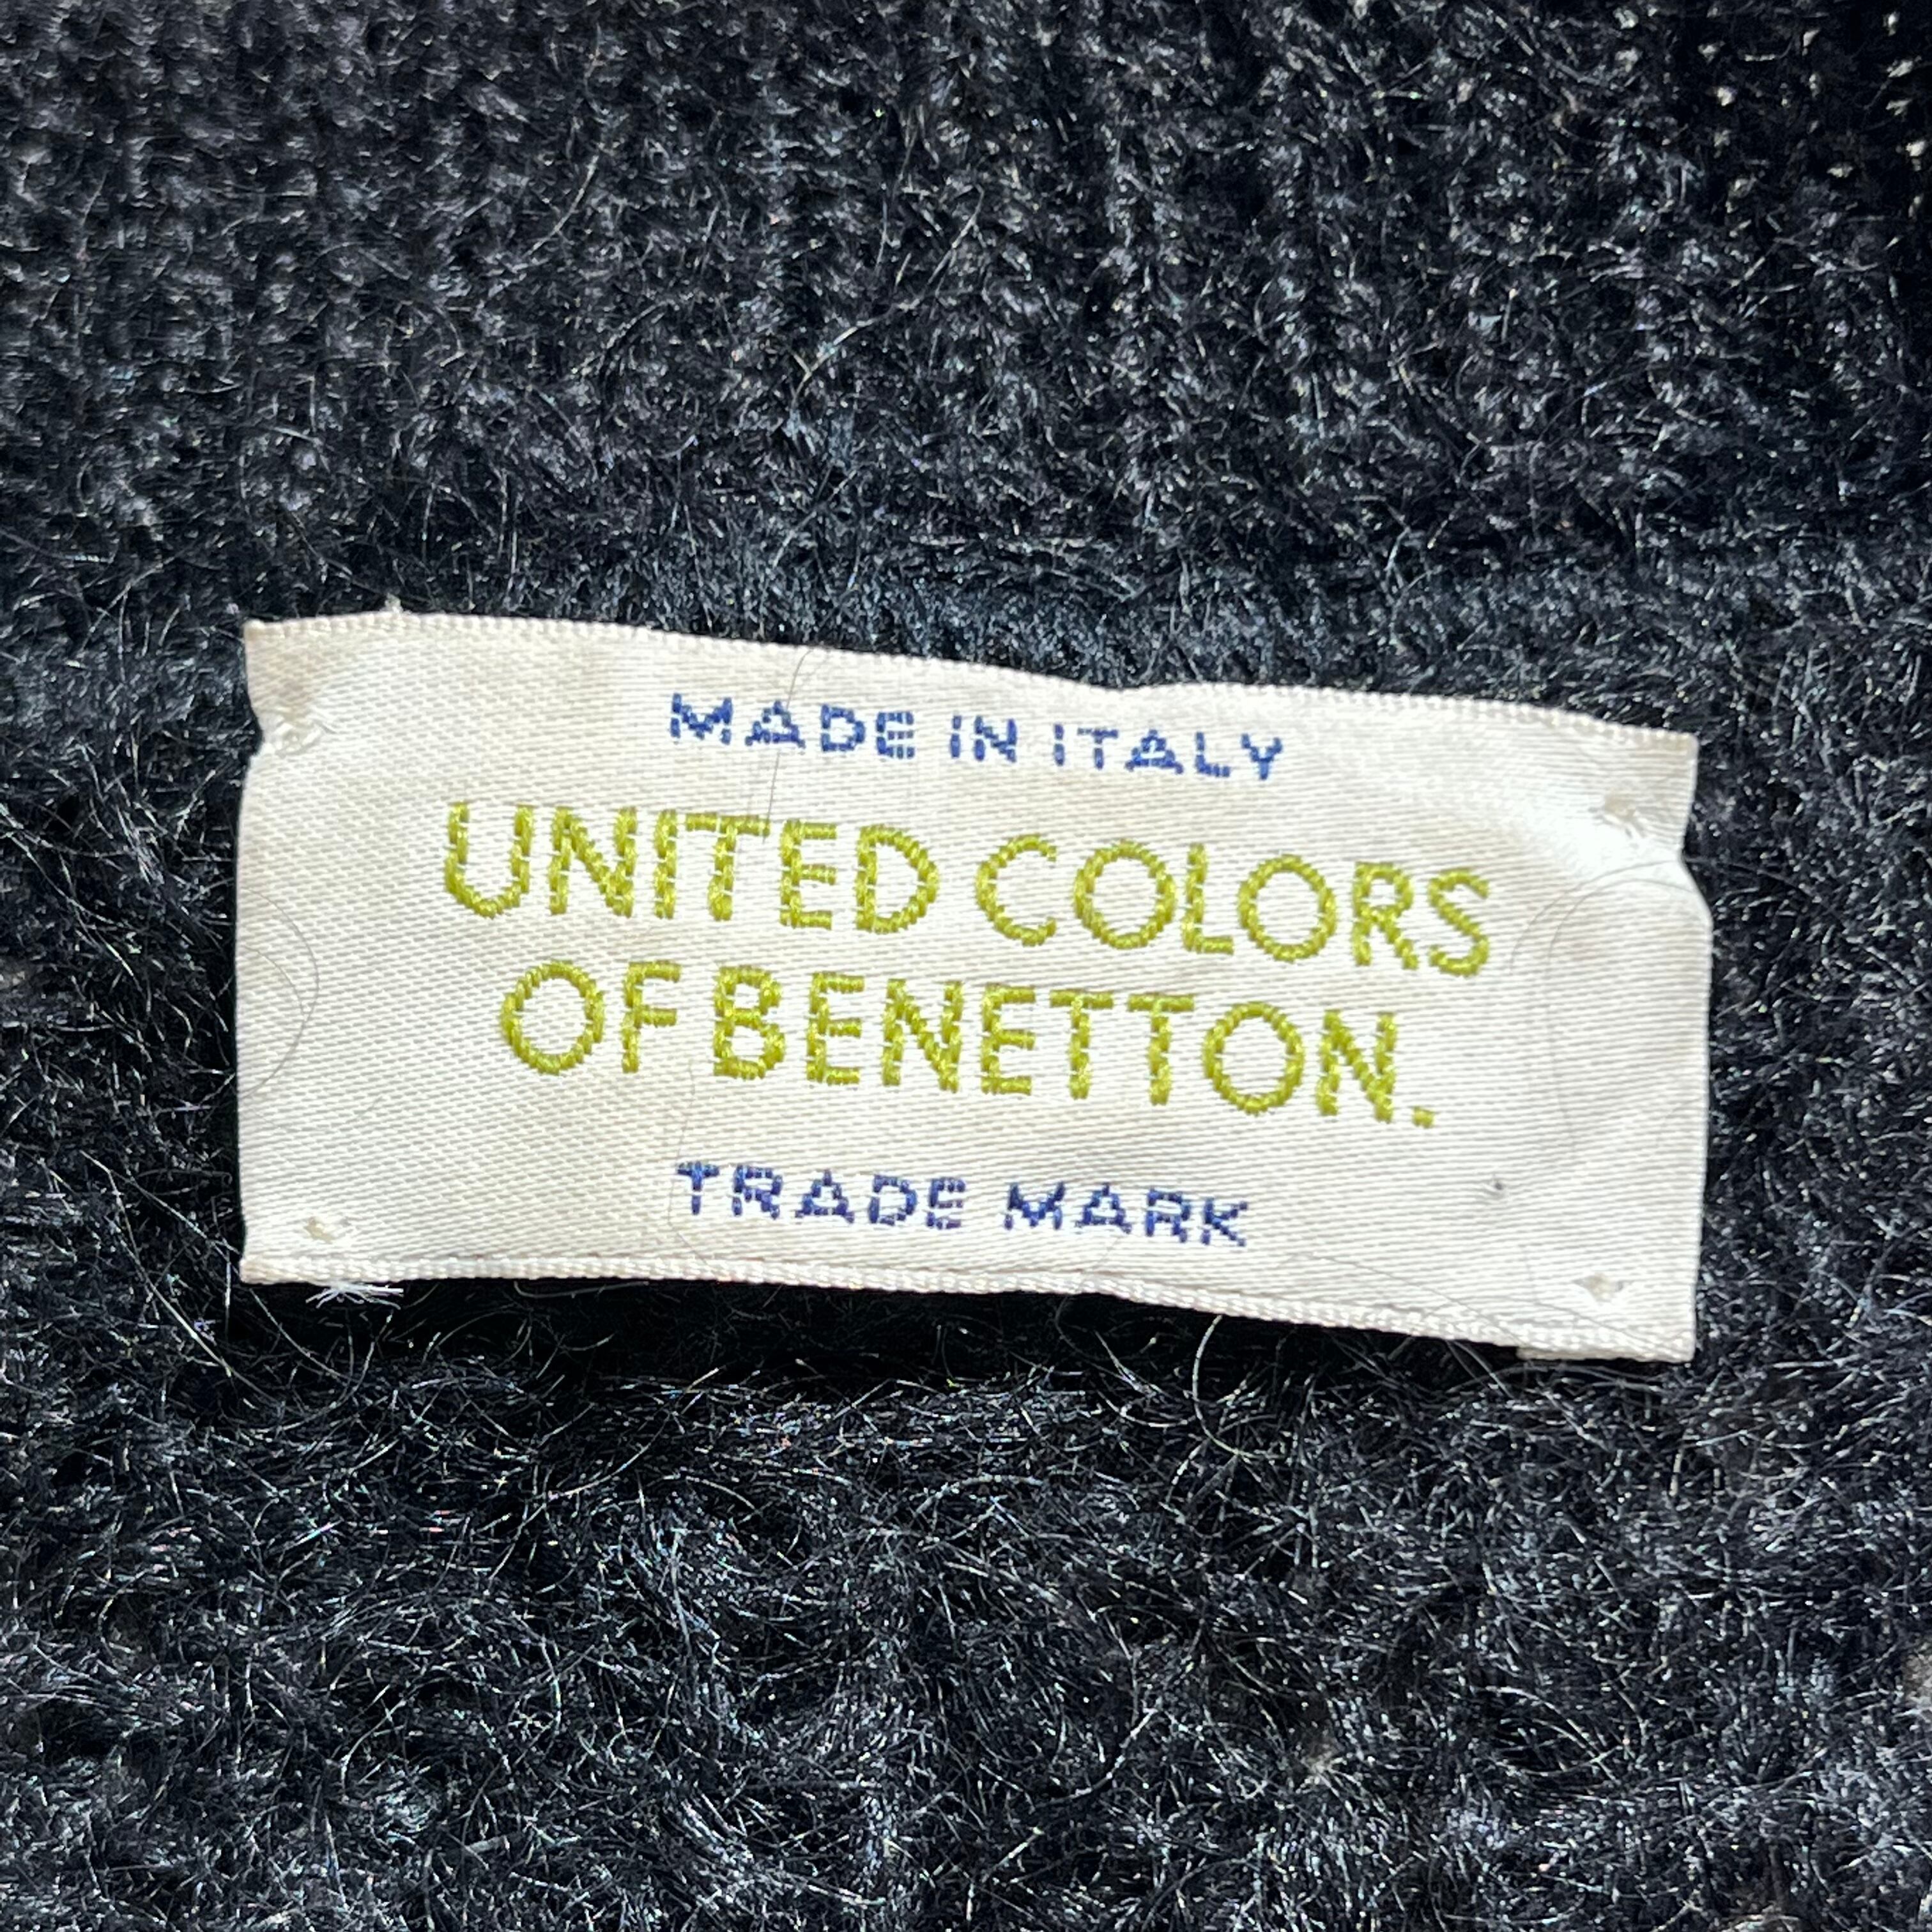 MADE IN ITALY
UNITED COLORS
OF BENETTON.
TRADE MARK